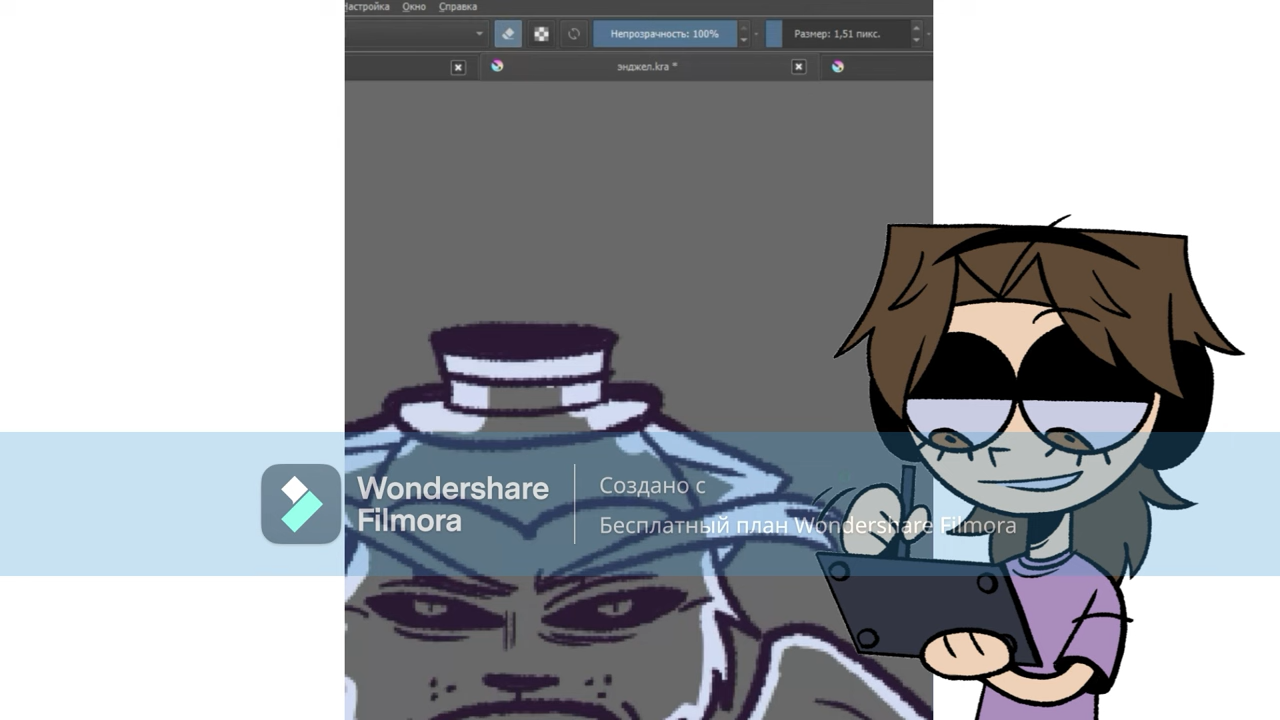 Настройка Окно Справка
Непрозрачность: 100%
Размер: 1,51 пикс.
энджел.kra *
Wondershare
Filmora
Создано с
Бесплатный план Wondershare Filmora